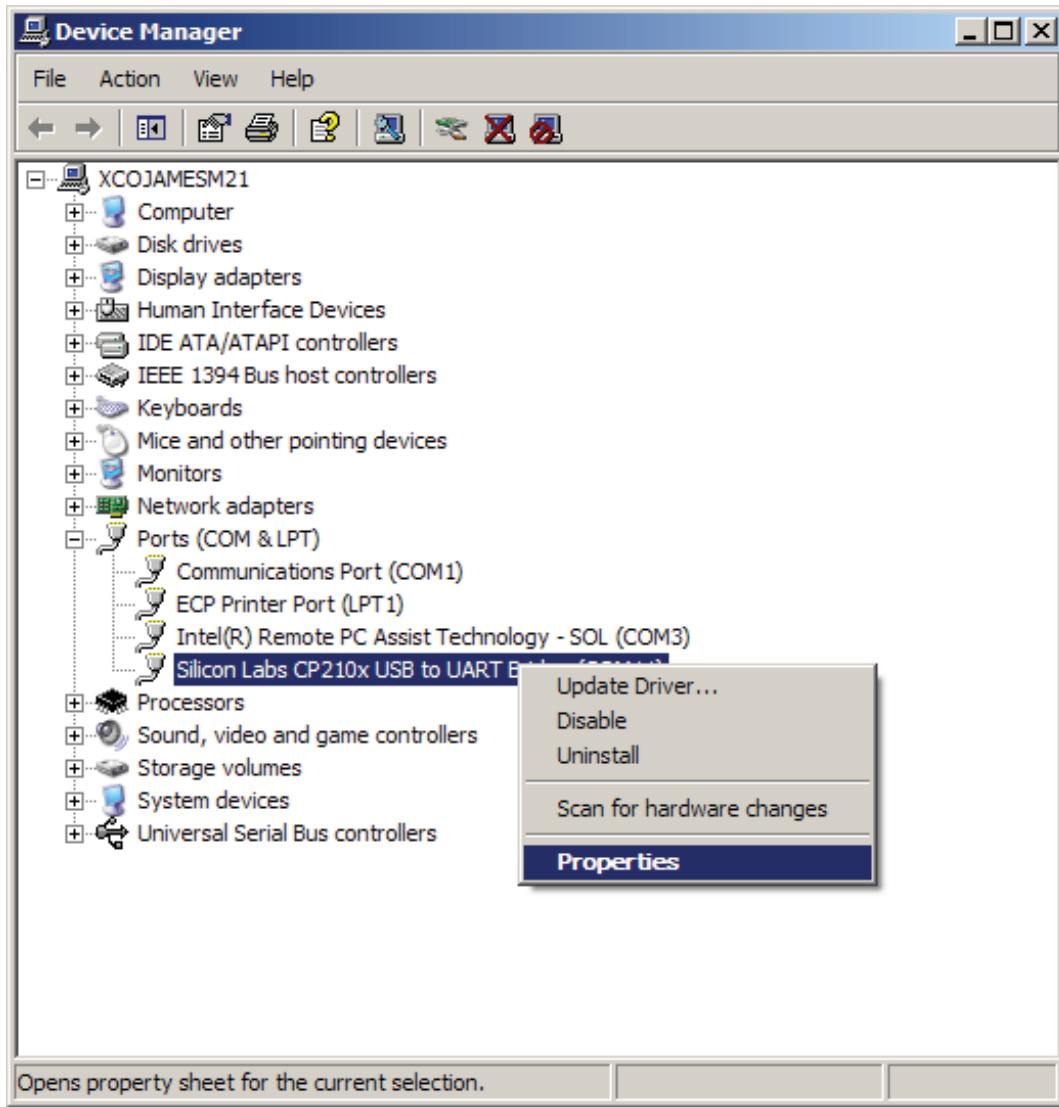 Device Manager
File Action View Help
XCOJAMESM21
Computer
Disk drives
Display adapters
Human Interface Devices
IDE ATA/ATAPI controllers
IEEE 1394 Bus host controllers
Keyboards
Mice and other pointing devices
Monitors
Network adapters
Ports (COM & LPT)
Communications Port (COM1)
ECP Printer Port (LPT1)
Intel(R) Remote PC Assist Technology - SOL (COM3)
Silicon Labs CP210x USB to UART
Processors
Sound, video and game controllers
Storage volumes
System devices
Universal Serial Bus controllers
Update Driver...
Disable
Uninstall
Scan for hardware changes
Properties
Opens property sheet for the current selection.